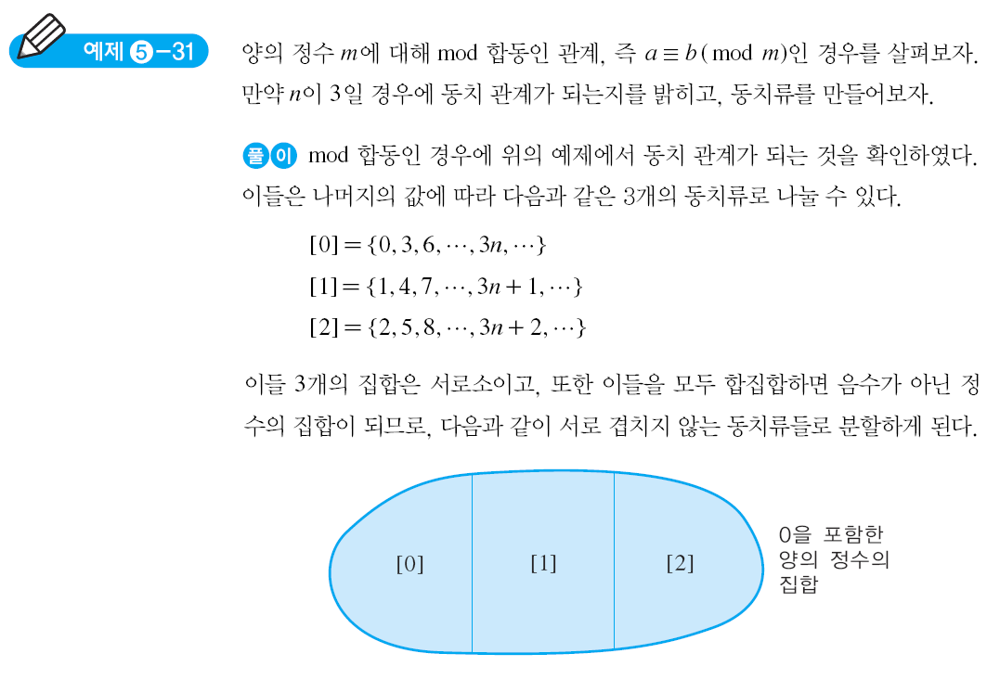 예제 5-31
양의 정수 m에 대해 mod 합동인 관계, 즉 a≡b(mod m)인 경우를 살펴보자.
만약 n이 3일 경우에 동치 관계가 되는지를 밝히고, 동치류를 만들어보자.
풀이 mod 합동인 경우에 위의 예제에서 동치 관계가 되는 것을 확인하였다.
이들은 나머지의 값에 따라 다음과 같은 3개의 동치류로 나눌 수 있다.
[0]={0, 3, 6, ⋯, 3n, ⋯}
[1]={1, 4, 7, ⋯, 3n+1, ⋯}
[2]={2, 5, 8, ⋯, 3n+2, ⋯}
이들 3개의 집합은 서로소이고, 또한 이들을 모두 합집합하면 음수가 아닌 정
수의 집합이 되므로, 다음과 같이 서로 겹치지 않는 동치류들로 분할하게 된다.
[0] [1] [2]
0을 포함한
양의 정수의
집합